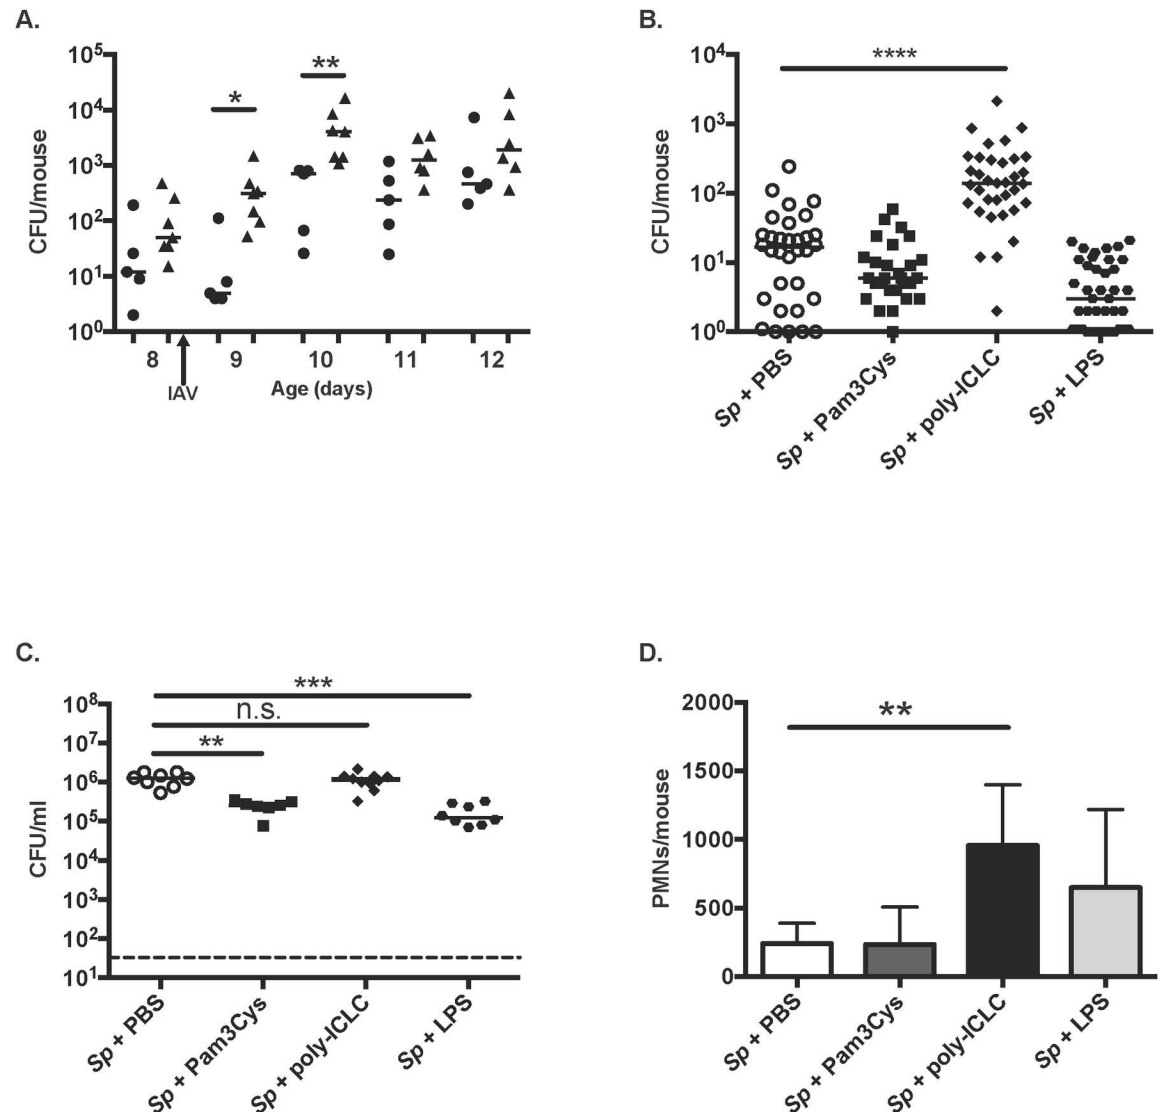 A.
CFU/mouse
10⁵
10⁴
10³
10²
10¹
10⁰
*
**
8 9 10 11 12
IAV
Age (days)
B.
CFU/mouse
10⁴
10³
10²
10¹
10⁰
****
Sp + PBS
Sp + Pam3Cys
Sp + poly-ICLC
Sp + LPS
C.
CFU/ml
10⁸
10⁷
10⁶
10⁵
10⁴
10³
10²
10¹
***
n.s.
**
Sp + PBS
Sp + Pam3Cys
Sp + poly-ICLC
Sp + LPS
D.
PMNs/mouse
2000
1500
1000
500
0
**
Sp + PBS
Sp + Pam3Cys
Sp + poly-ICLC
Sp + LPS